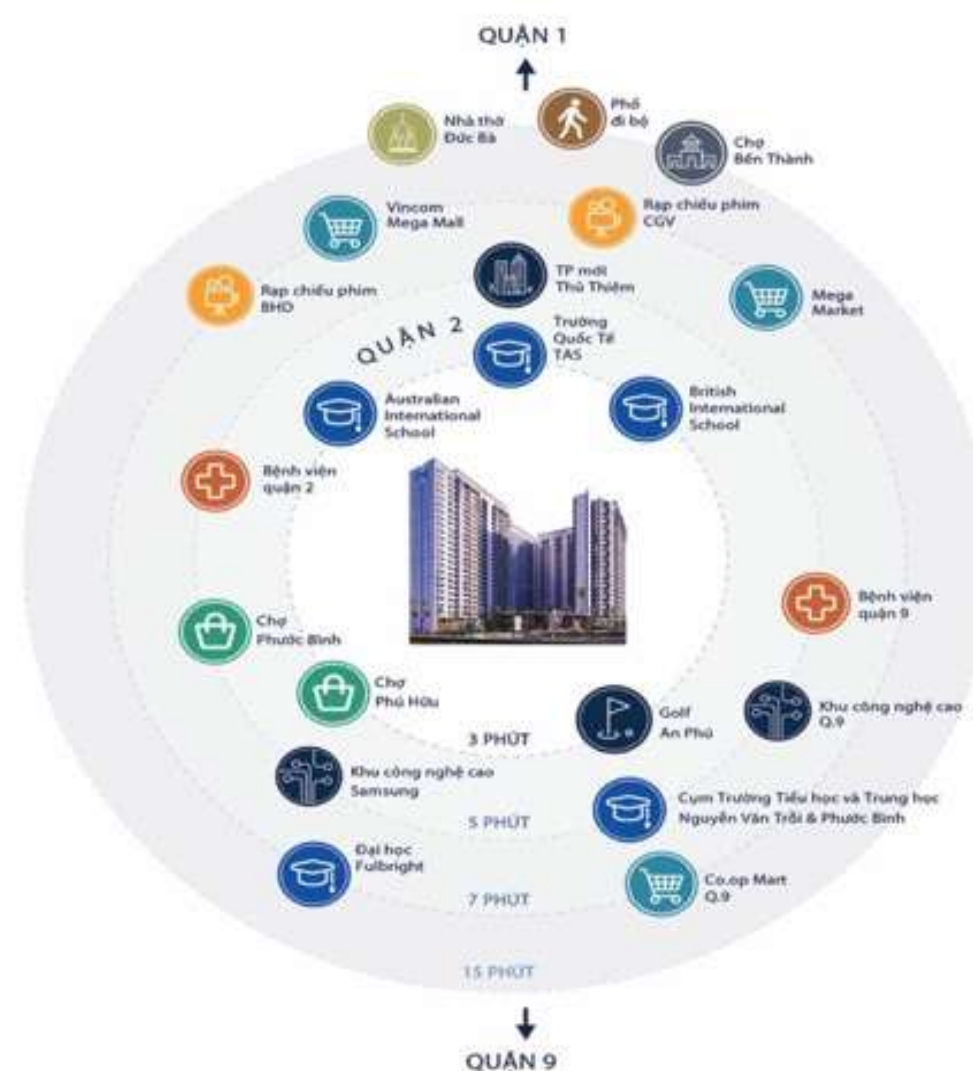 QUẬN 1
Nhà thờ
Đức Bà
Phố
đi bộ
Chợ
Bến Thành
Vincom
Mega Mall
Rạp chiếu phim
CGV
Rạp chiếu phim
BHD
TP mới
Thủ Thiêm
Mega
Market
QUẬN 2
Trường
Quốc Tế
TAS
Australian
International
School
British
International
School
Bệnh viện
quận 2
Bệnh viện
quận 9
Chợ
Phước Bình
Chợ
Phú Hữu
Golf
An Phú
Khu công nghệ cao
Q.9
3 PHÚT
Khu công nghệ cao
Samsung
Cụm Trường Tiểu học và Trung học
Nguyễn Văn Trỗi & Phước Bình
5 PHÚT
Đại học
Fulbright
Co.op Mart
Q.9
7 PHÚT
15 PHÚT
QUẬN 9